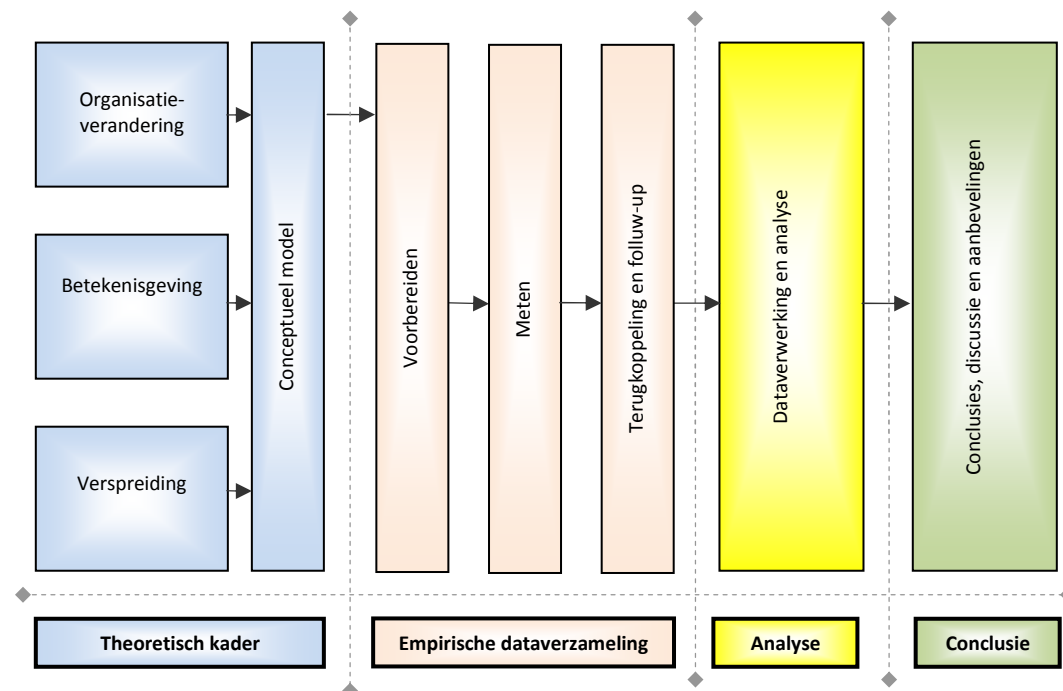 Organisatie-
verandering
Betekenisgeving
Verspreiding
Conceptueel model
Voorbereiden
Meten
Terugkoppeling en folluw-up
Dataverwerking en analyse
Conclusies, discussie en aanbevelingen
Theoretisch kader
Empirische dataverzameling
Analyse
Conclusie